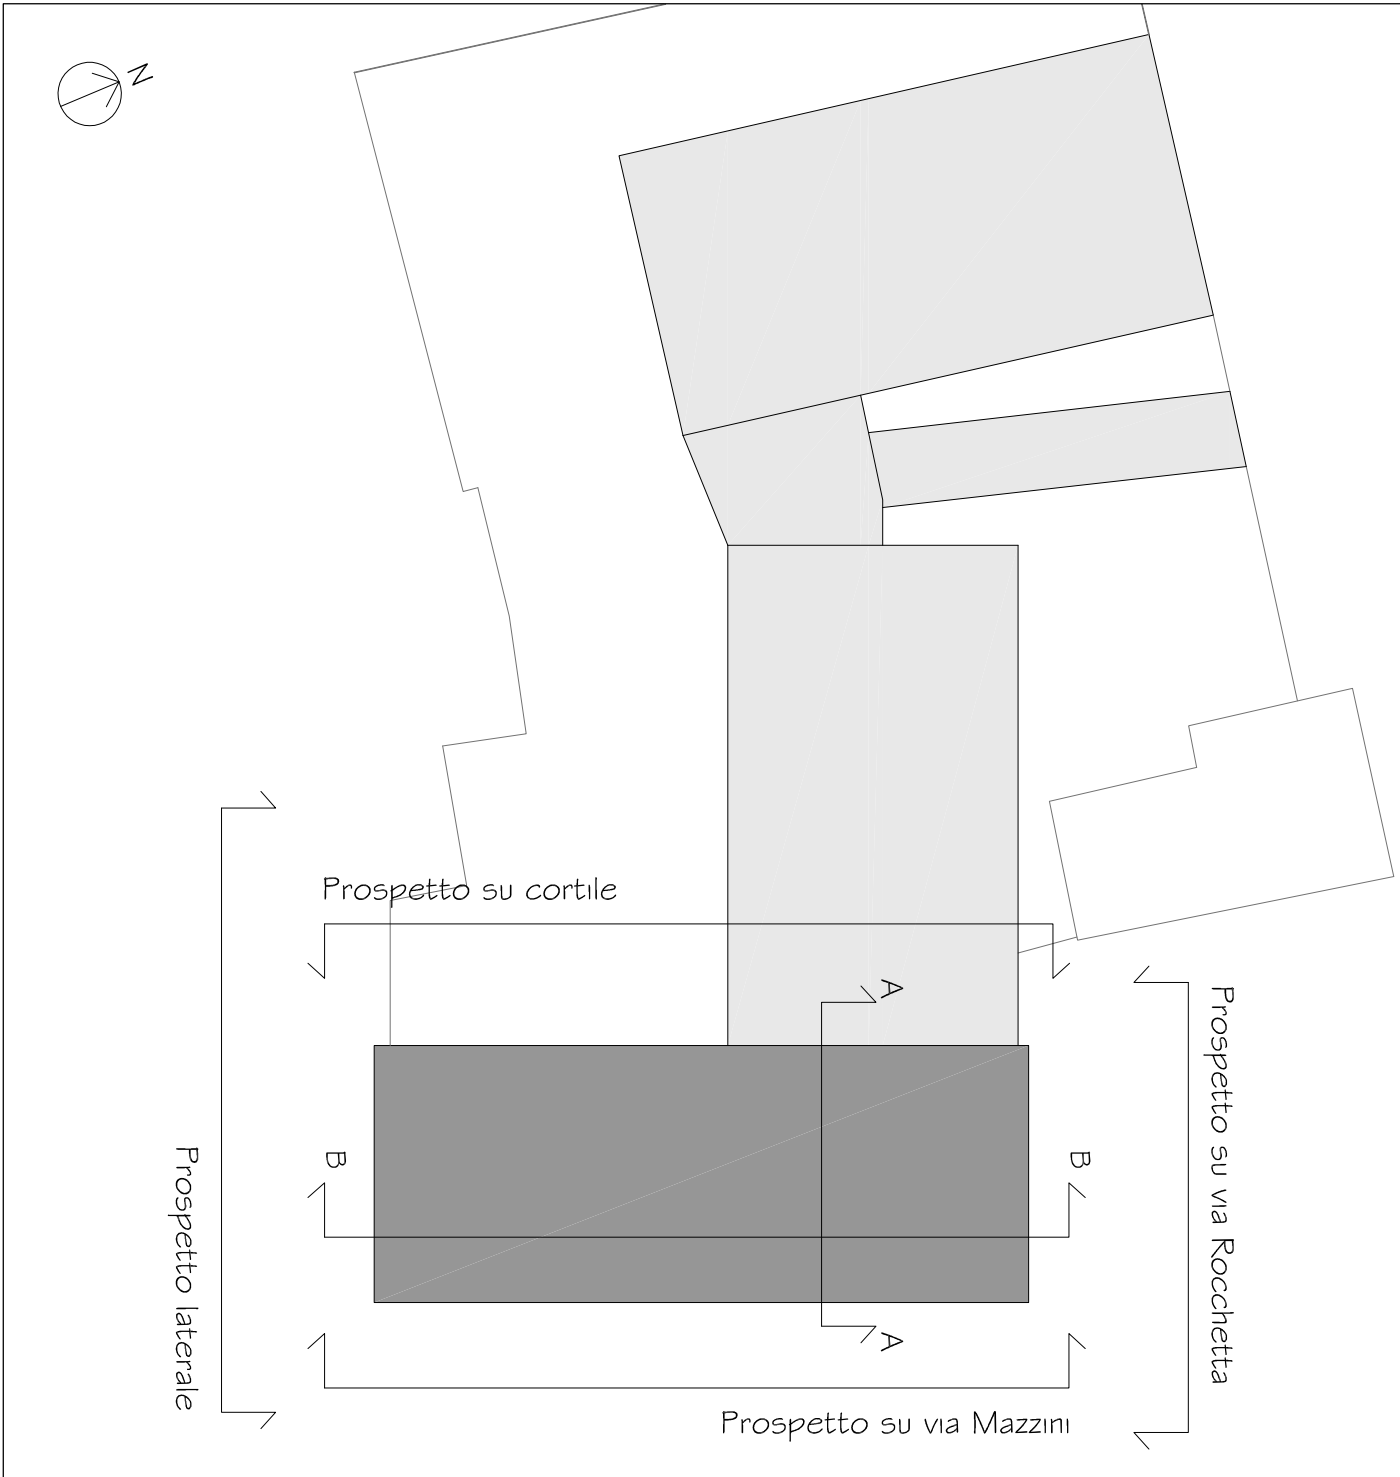 N
Prospetto su cortile
A
Prospetto su via Rocchetta
B
B
Prospetto laterale
A
Prospetto su via Mazzini